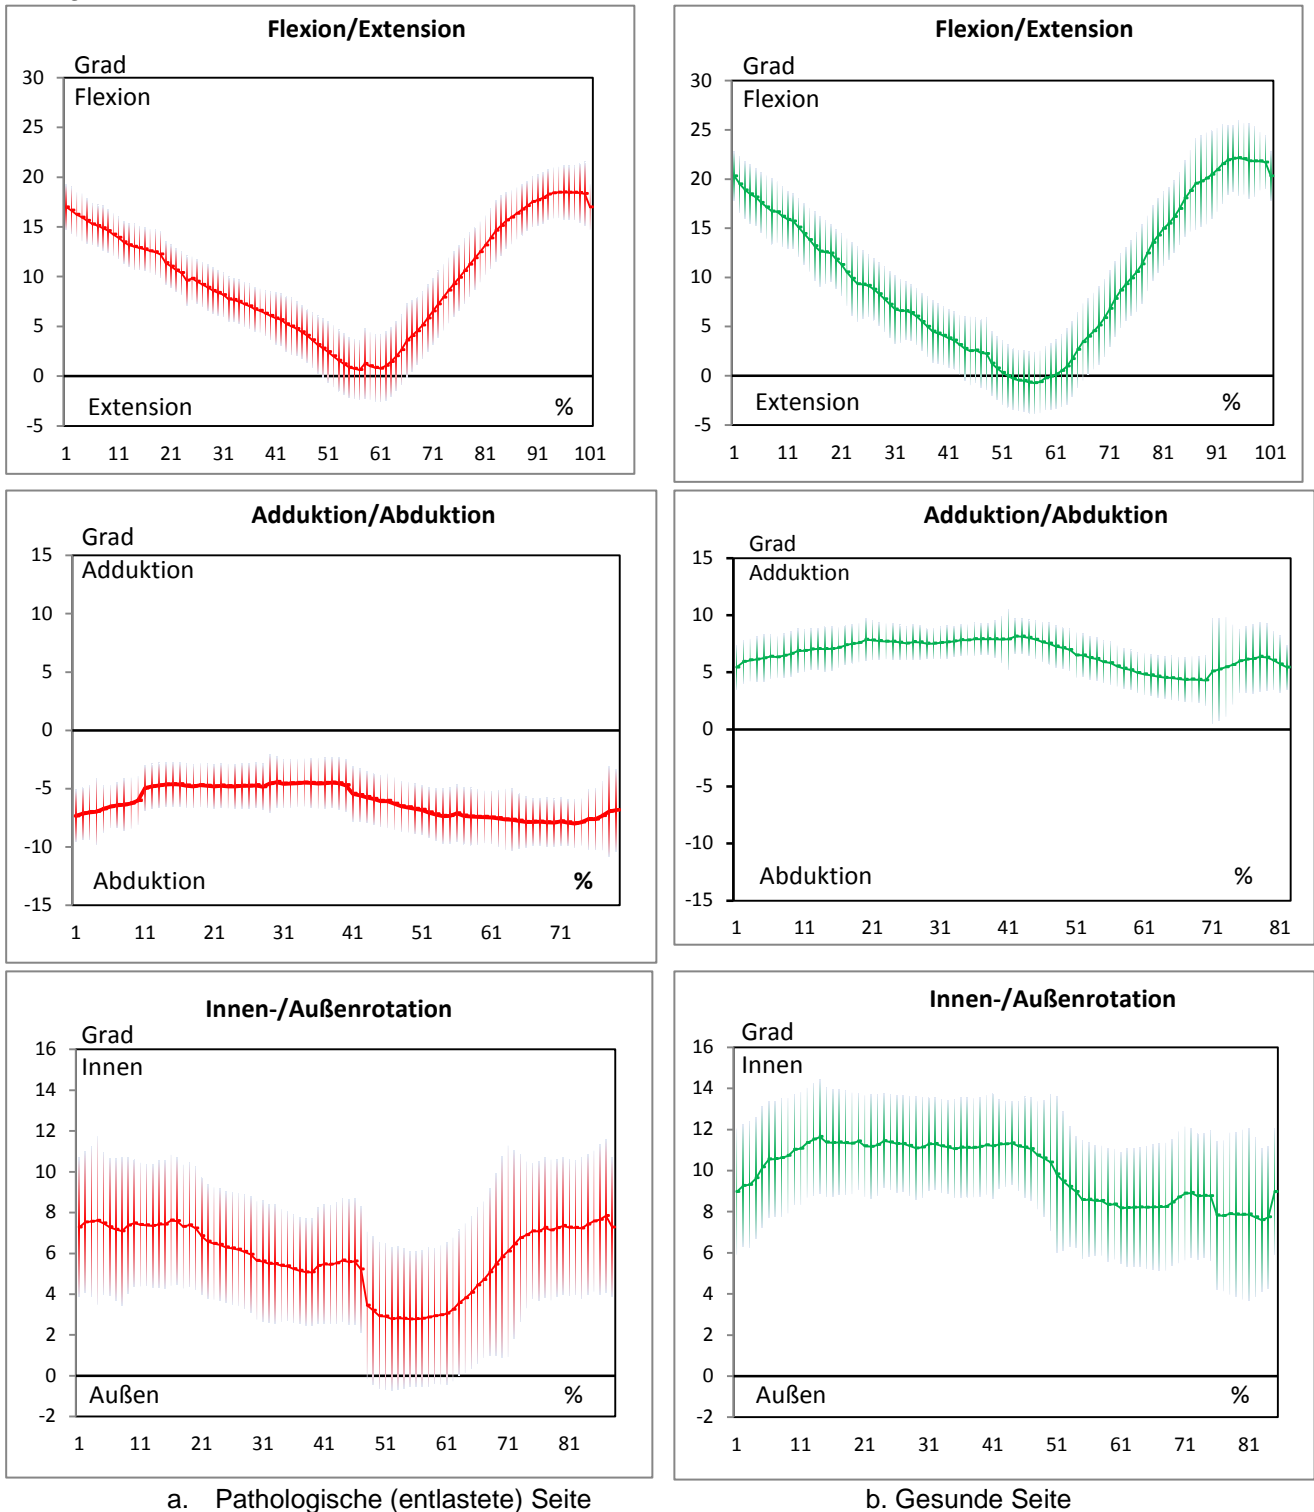 Flexion/Extension
Grad
Flexion
30
25
20
15
10
5
0
-5
Extension
%
1 11 21 31 41 51 61 71 81 91 101
Flexion/Extension
Grad
Flexion
30
25
20
15
10
5
0
-5
Extension
%
1 11 21 31 41 51 61 71 81 91 101
Adduktion/Abduktion
Grad
Adduktion
15
10
5
0
-5
-10
-15
Abduktion
%
1 11 21 31 41 51 61 71
Adduktion/Abduktion
Grad
Adduktion
15
10
5
0
-5
-10
-15
Abduktion
%
1 11 21 31 41 51 61 71 81
Innen-/Außenrotation
Grad
Innen
16
14
12
10
8
6
4
2
0
-2
Außen
%
1 11 21 31 41 51 61 71 81
Innen-/Außenrotation
Grad
Innen
16
14
12
10
8
6
4
2
0
-2
Außen
%
1 11 21 31 41 51 61 71 81
a. Pathologische (entlastete) Seite
b. Gesunde Seite